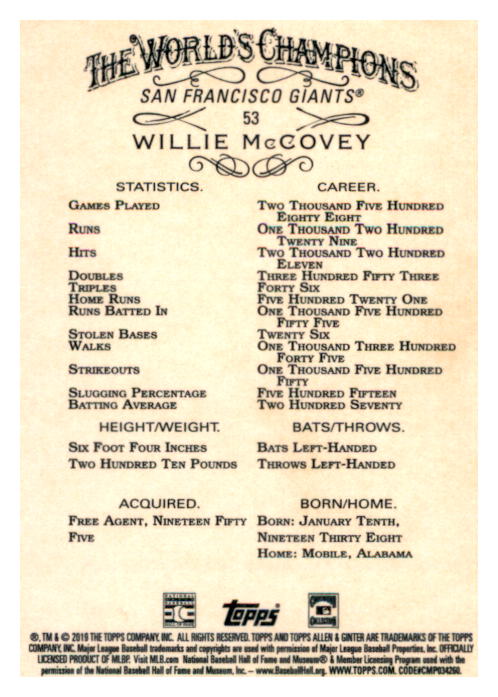 THE WORLD'S CHAMPIONS
SAN FRANCISCO GIANTS®
53
WILLIE McCOVEY
STATISTICS. CAREER.
GAMES PLAYED TWO THOUSAND FIVE HUNDRED
EIGHTY EIGHT
RUNS ONE THOUSAND TWO HUNDRED
TWENTY NINE
HITS TWO THOUSAND TWO HUNDRED
ELEVEN
DOUBLES THREE HUNDRED FIFTY THREE
TRIPLES FORTY SIX
HOME RUNS FIVE HUNDRED TWENTY ONE
RUNS BATTED IN ONE THOUSAND FIVE HUNDRED
FIFTY FIVE
STOLEN BASES TWENTY SIX
WALKS ONE THOUSAND THREE HUNDRED
FORTY FIVE
STRIKEOUTS ONE THOUSAND FIVE HUNDRED
FIFTY
SLUGGING PERCENTAGE FIVE HUNDRED FIFTEEN
BATTING AVERAGE TWO HUNDRED SEVENTY
HEIGHT/WEIGHT. BATS/THROWS.
SIX FOOT FOUR INCHES BATS LEFT-HANDED
TWO HUNDRED TEN POUNDS THROWS LEFT-HANDED
ACQUIRED. BORN/HOME.
FREE AGENT, NINETEEN FIFTY BORN: JANUARY TENTH,
FIVE NINETEEN THIRTY EIGHT
HOME: MOBILE, ALABAMA
topps
®, TM & © 2019 THE TOPPS COMPANY, INC. ALL RIGHTS RESERVED. TOPPS AND TOPPS ALLEN & GINTER ARE TRADEMARKS OF THE TOPPS
COMPANY, INC. Major League Baseball trademarks and copyrights are used with permission of Major League Baseball Properties, Inc. OFFICIALLY
LICENSED PRODUCT OF MLBP. Visit MLB.com National Baseball Hall of Fame and Museum® & Member Licensing Program used with the
permission of the National Baseball Hall of Fame and Museum, Inc. – www.BaseballHall.org. WWW.TOPPS.COM. CODE#CMP034260.